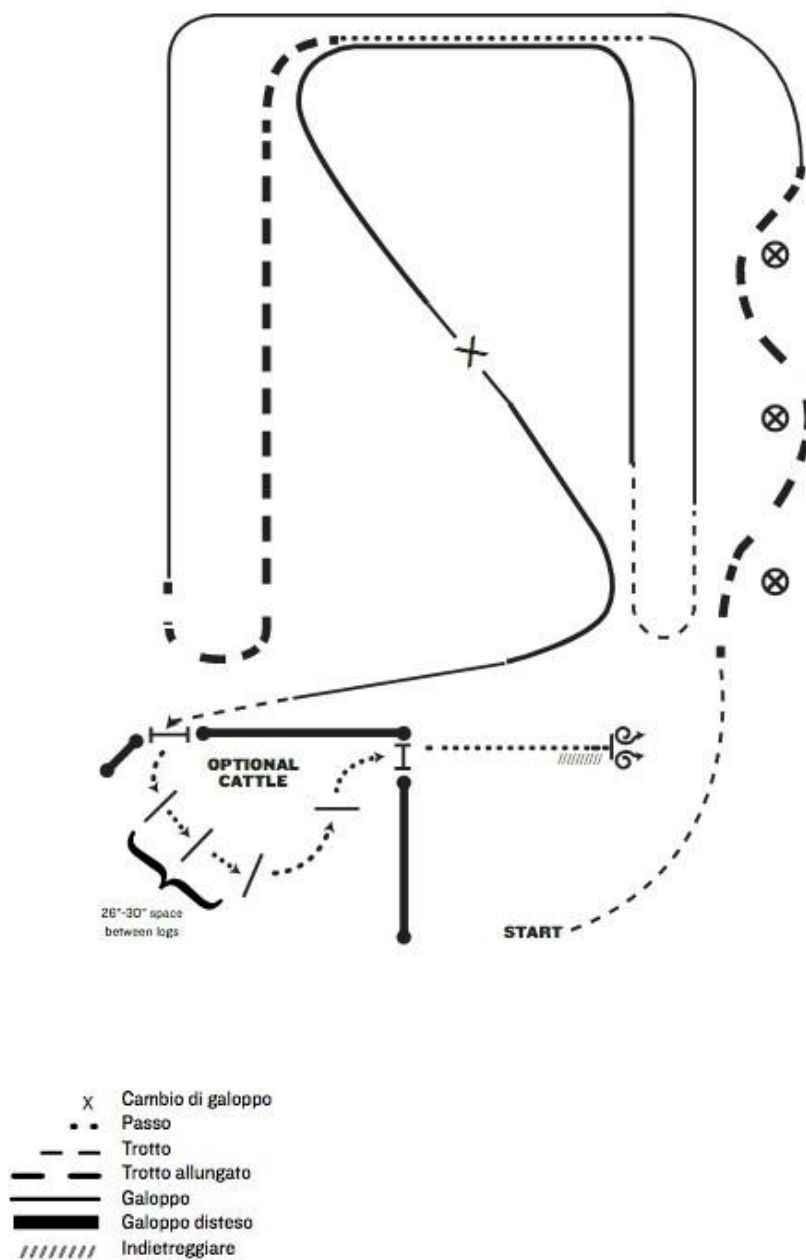 OPTIONAL
CATTLE
26"-30" space
between logs
START
X Cambio di galoppo
Passo
Trotto
Trotto allungato
Galoppo
Galoppo disteso
Indietreggiare